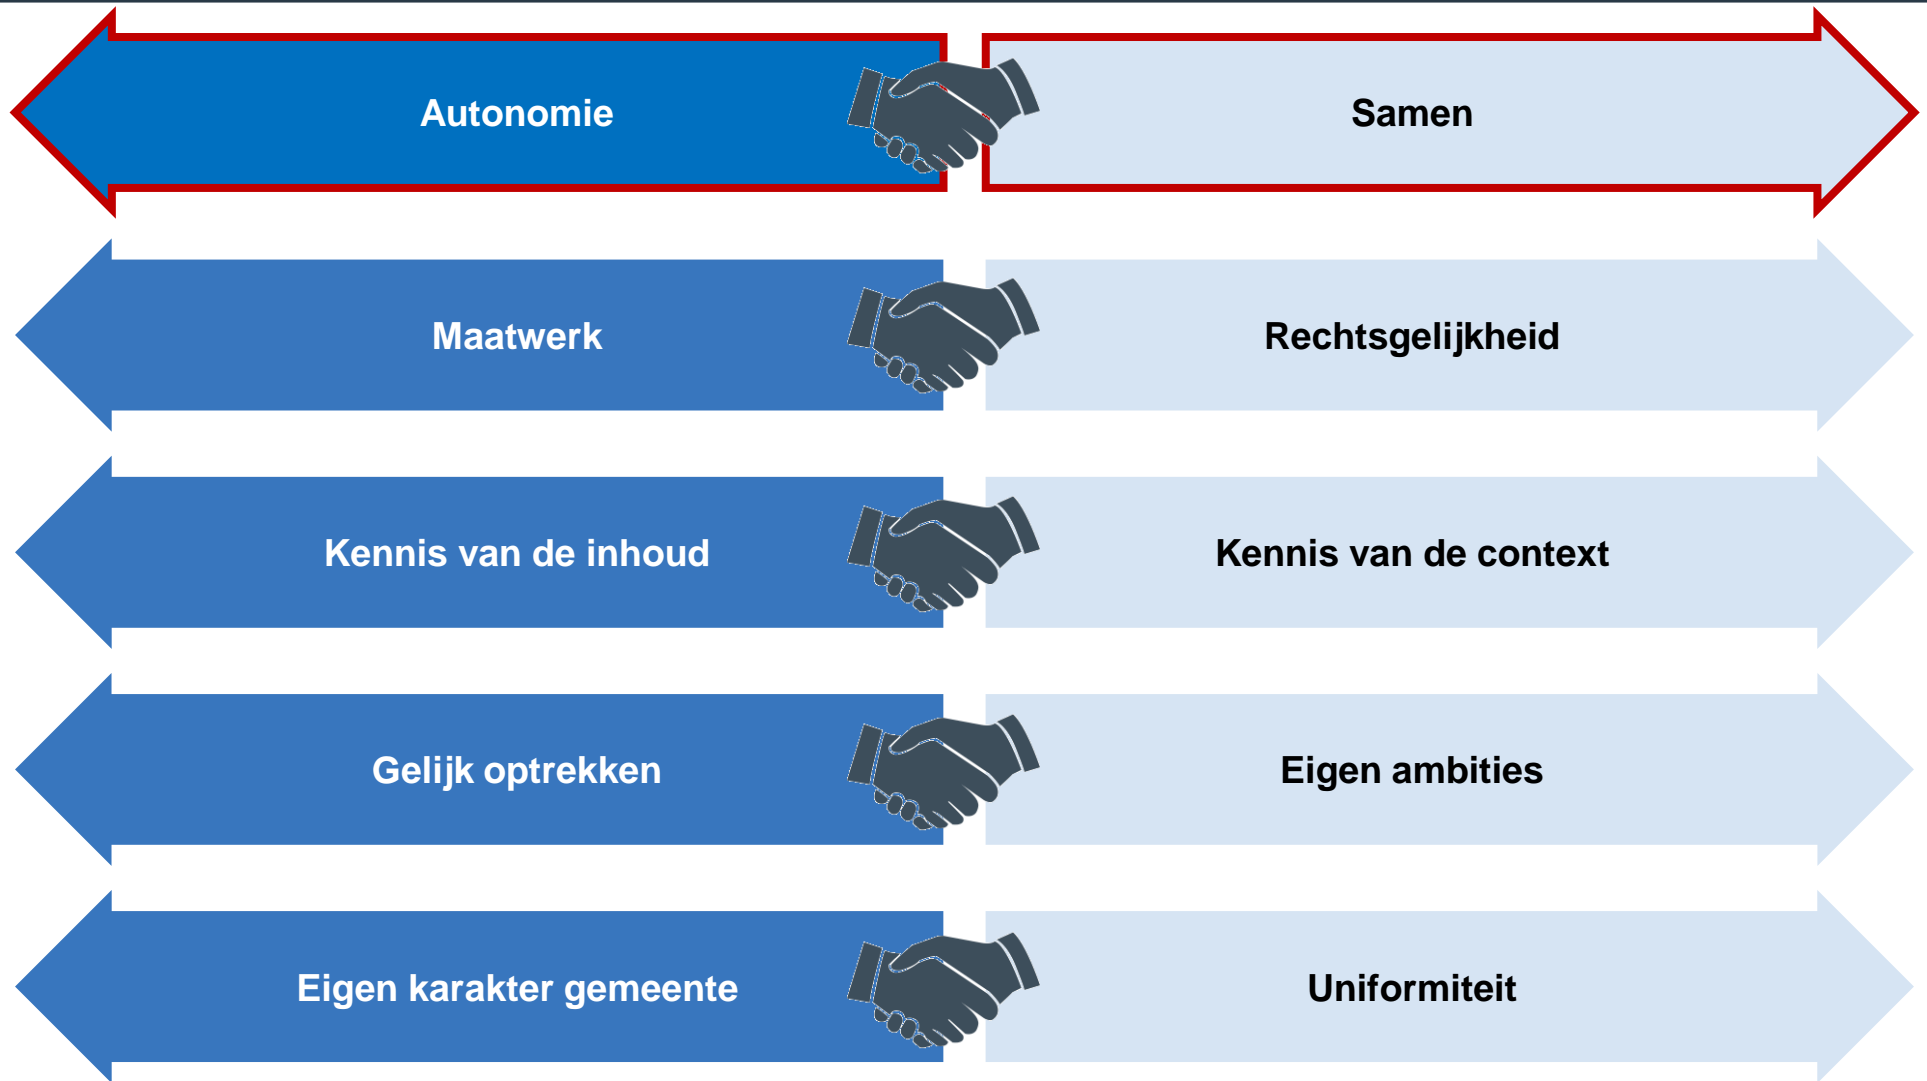 Autonomie
Samen
Maatwerk
Rechtsgelijkheid
Kennis van de inhoud
Kennis van de context
Gelijk optrekken
Eigen ambities
Eigen karakter gemeente
Uniformiteit